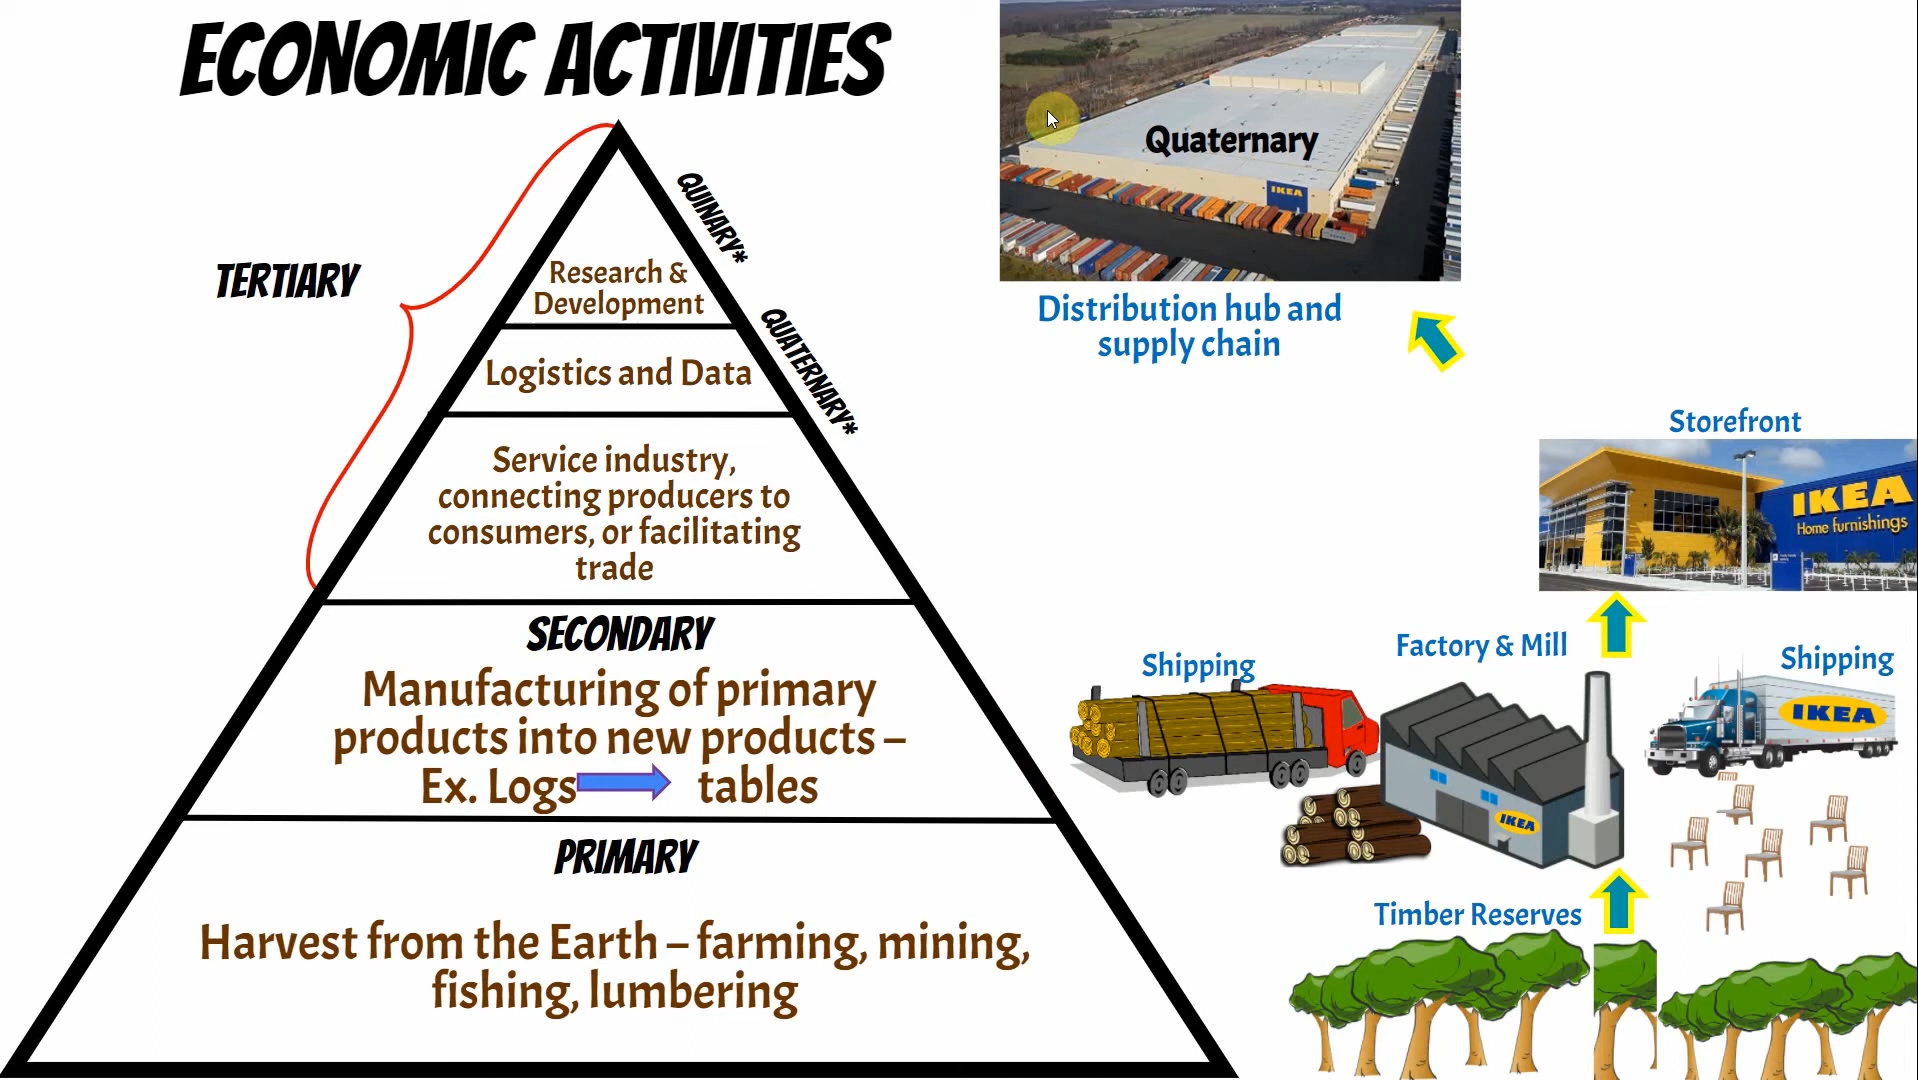 ECONOMIC ACTIVITIES
TERTIARY
QUINARY*
Research &
Development
QUATERNARY*
Logistics and Data
Service industry,
connecting producers to
consumers, or facilitating
trade
SECONDARY
Manufacturing of primary
products into new products –
Ex. Logs tables
PRIMARY
Harvest from the Earth – farming, mining,
fishing, lumbering
Quaternary
IKEA
Distribution hub and
supply chain
Storefront
IKEA
Home furnishings
Shipping
Factory & Mill
Shipping
IKEA
IKEA
Timber Reserves